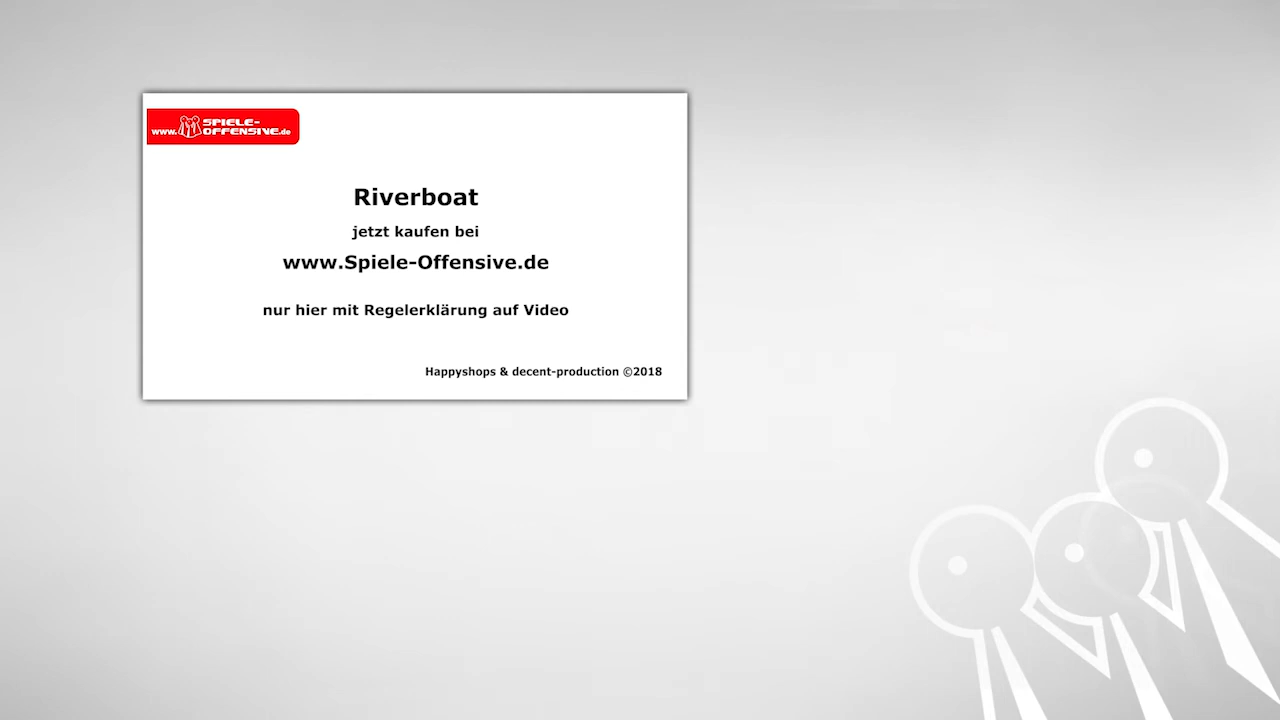 www.SPIELE-
OFFENSIVE.de
Riverboat
jetzt kaufen bei
www.Spiele-Offensive.de
nur hier mit Regelerklärung auf Video
Happyshops & decent-production ©2018